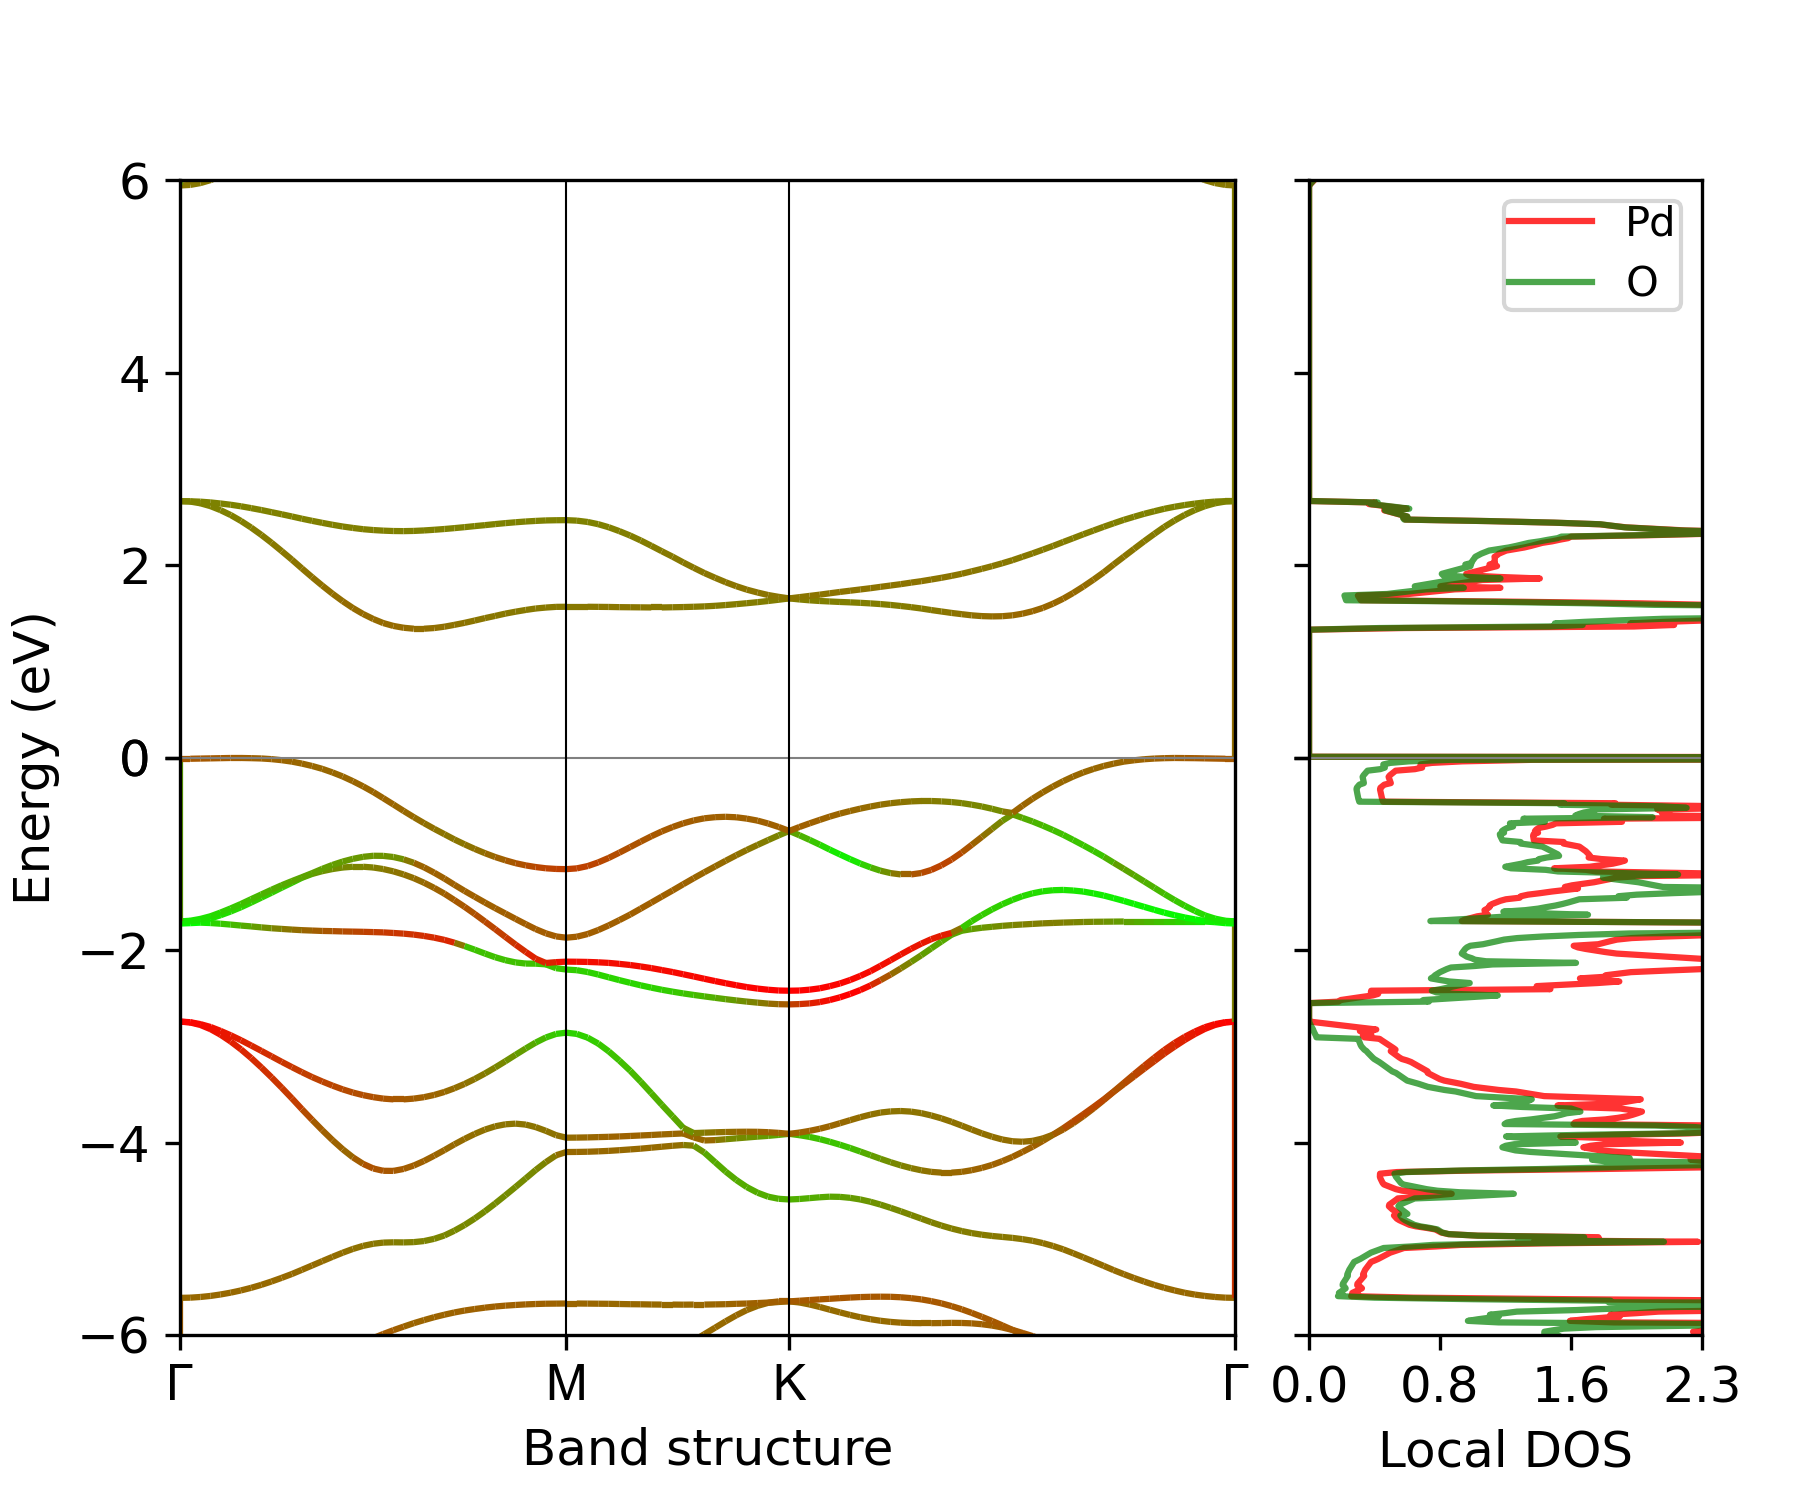 Energy (eV)
6
4
2
0
−2
−4
−6
Γ
M
K
Γ
Band structure
Pd
O
0.0
0.8
1.6
2.3
Local DOS